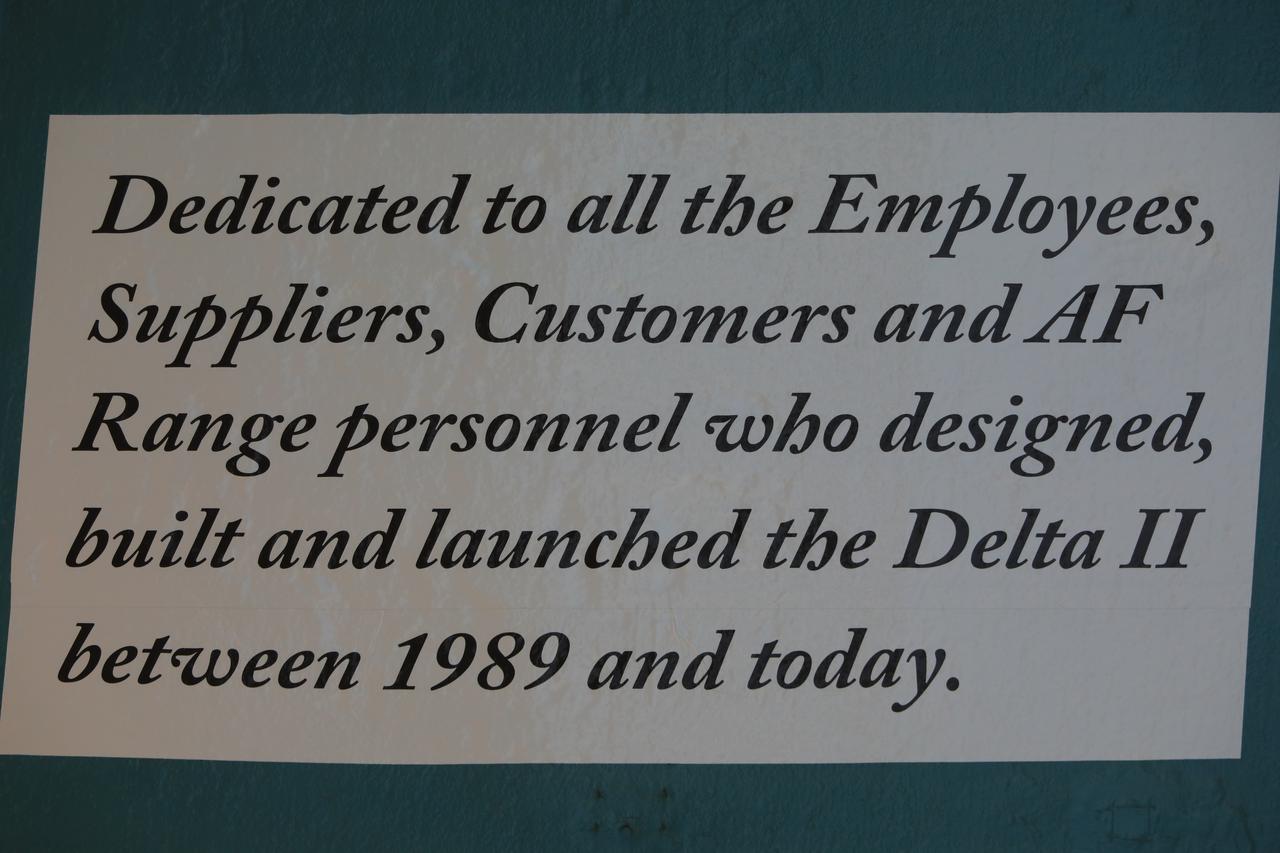 Dedicated to all the Employees,
Suppliers, Customers and AF
Range personnel who designed,
built and launched the Delta II
between 1989 and today.